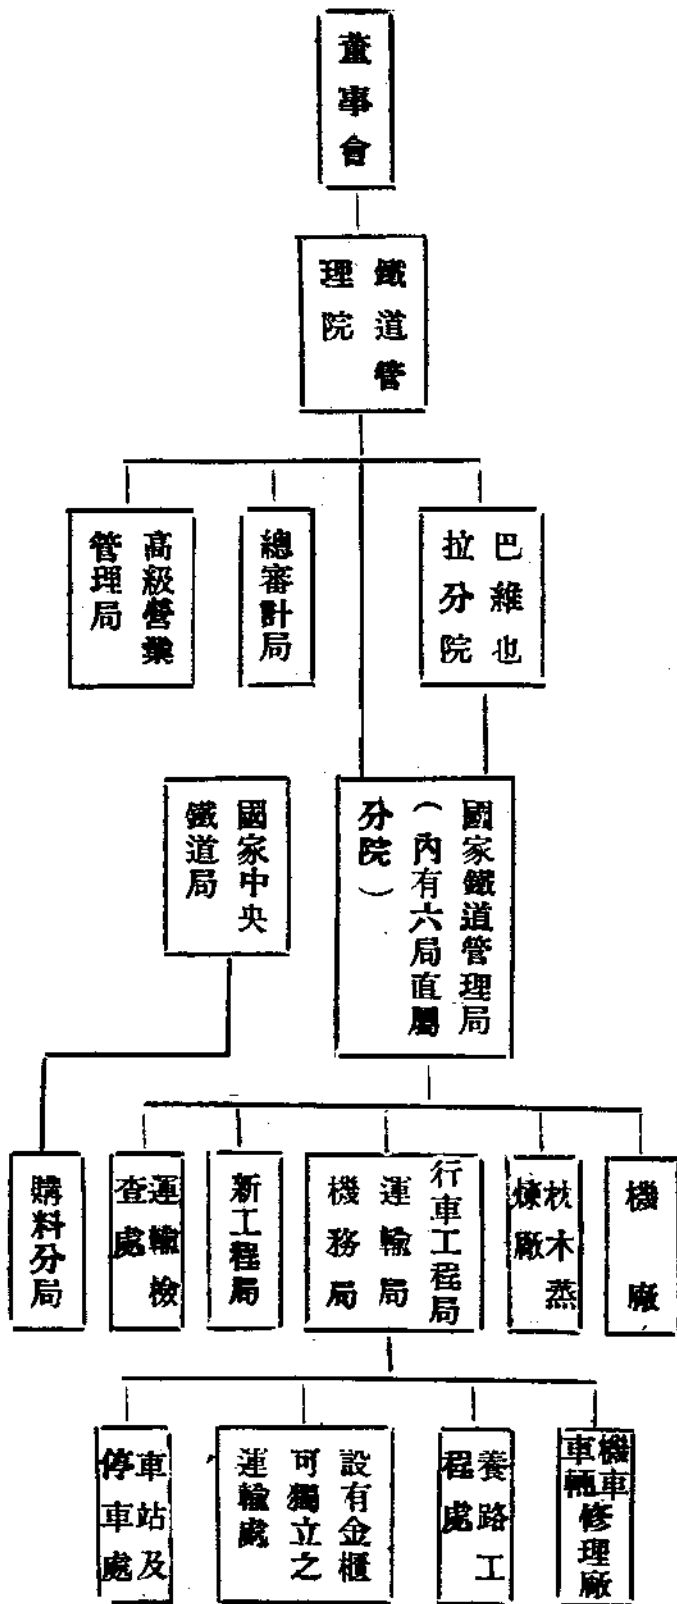 董事會
鐵道管
理院
巴維也
拉分院
總審計局
高級營業
管理局
國家鐵道管理局
（內有六局直屬
分院）
國家中央
鐵道局
機廠
枕木蒸
煉廠
行車工程局
運輸局
機務局
新工程局
運輸檢
查處
購料分局
機車
車輛
修理廠
養路工
程處
設有金櫃
可獨立之
運輸處
車站及
停車處